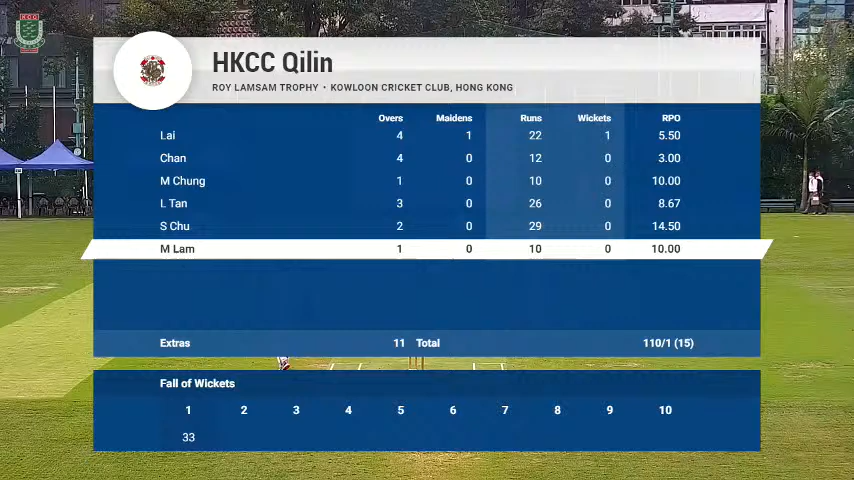 HKCC
HKCC Qilin
ROY LAMSAM TROPHY • KOWLOON CRICKET CLUB, HONG KONG
Overs Maidens Runs Wickets RPO
Lai 4 1 22 1 5.50
Chan 4 0 12 0 3.00
M Chung 1 0 10 0 10.00
L Tan 3 0 26 0 8.67
S Chu 2 0 29 0 14.50
M Lam 1 0 10 0 10.00
Extras 11 Total 110/1 (15)
Fall of Wickets
1 2 3 4 5 6 7 8 9 10
33